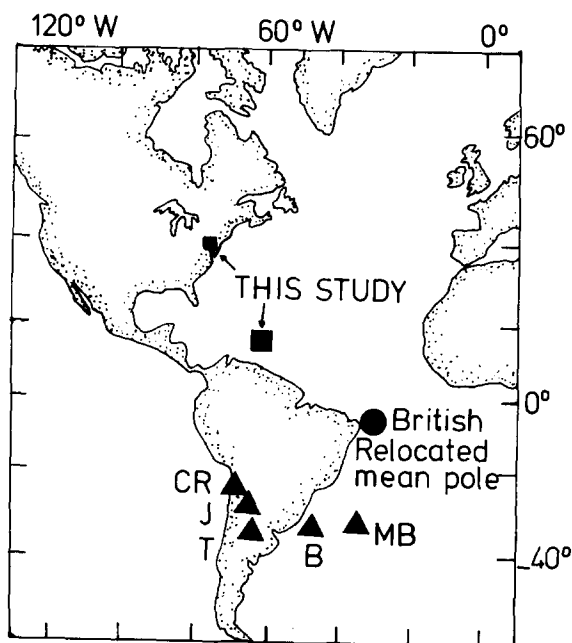 120° W 60° W 0°
60°
THIS STUDY
0°
British
Relocated
mean pole
CR
J
T
B
MB
40°